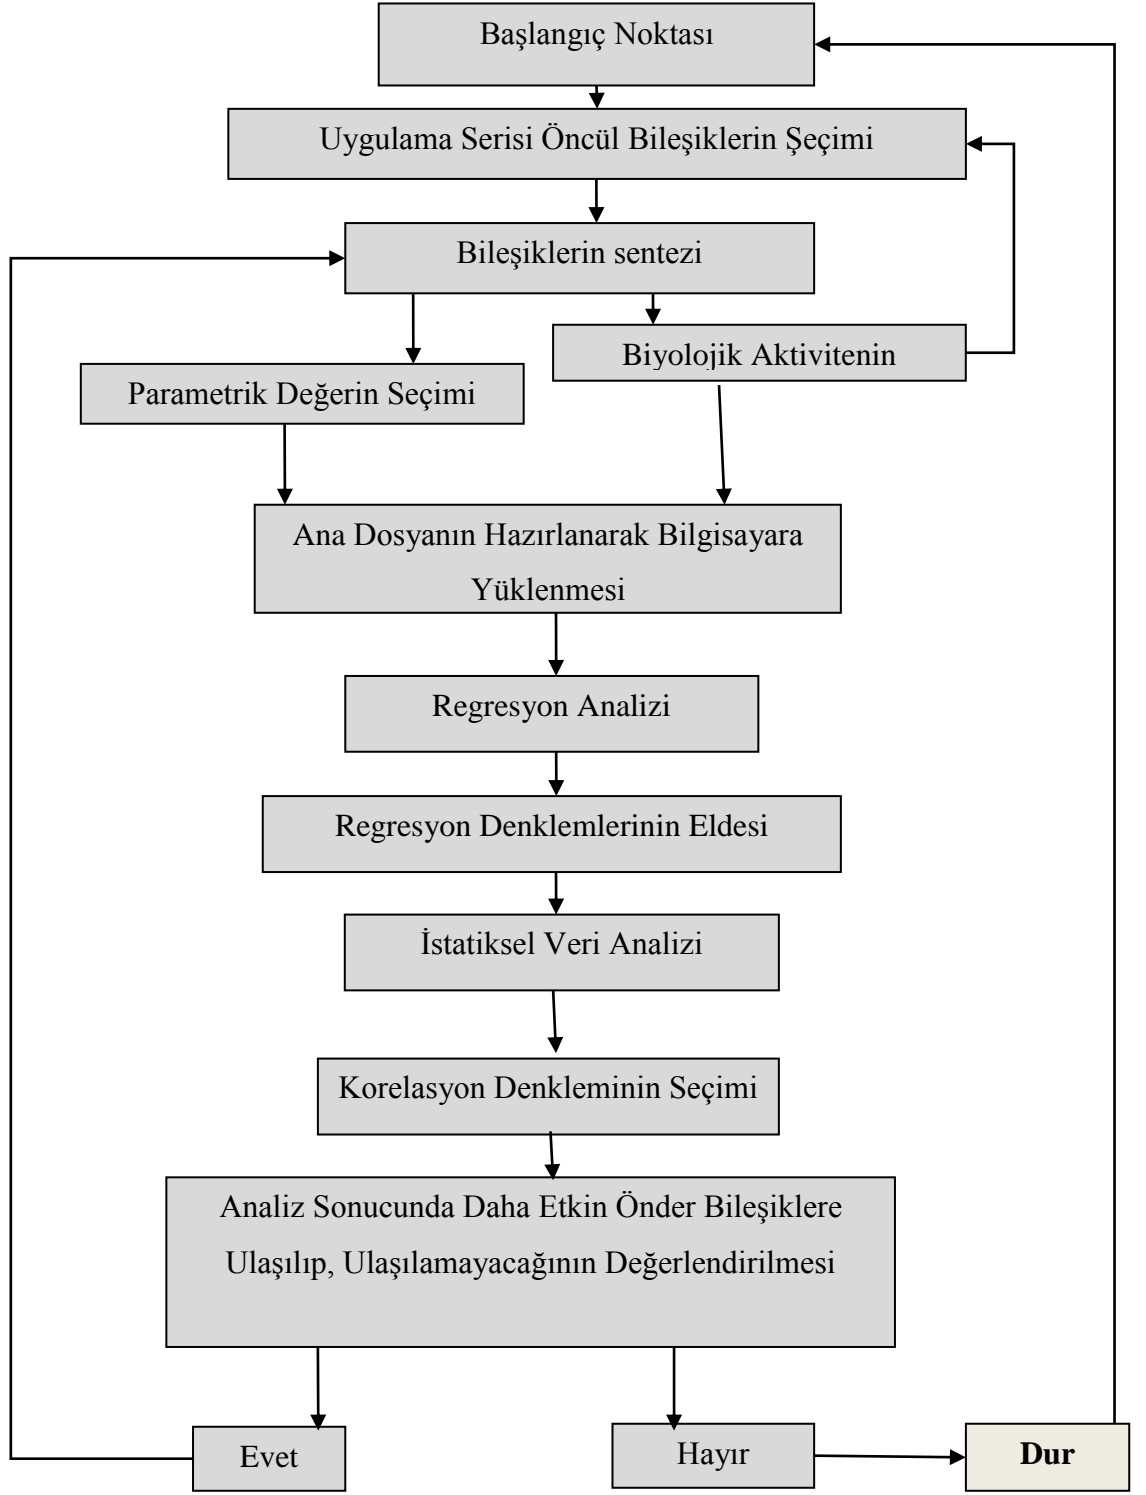 Başlangıç Noktası
Uygulama Serisi Öncül Bileşiklerin Şeçimi
Bileşiklerin sentezi
Biyolojik Aktivitenin
Parametrik Değerin Seçimi
Ana Dosyanın Hazırlanarak Bilgisayara
Yüklenmesi
Regresyon Analizi
Regresyon Denklemlerinin Eldesi
İstatiksel Veri Analizi
Korelasyon Denkleminin Seçimi
Analiz Sonucunda Daha Etkin Önder Bileşiklere
Ulaşılıp, Ulaşılamayacağının Değerlendirilmesi
Evet
Hayır
Dur